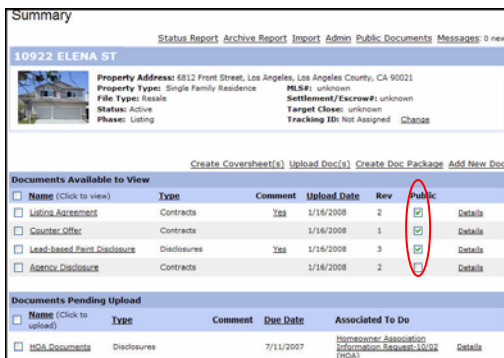 Summary
Status Report Archive Report Import Admin Public Documents Messages: 0 new
10922 ELENA ST
Property Address: 6812 Front Street, Los Angeles, Los Angeles County, CA 90021
Property Type: Single Family Residence MLS#: unknown
File Type: Resale Settlement/Escrow#: unknown
Status: Active Target Close: unknown
Phase: Listing Tracking ID: Not Assigned Change
Create Coversheet(s) Upload Doc(s) Create Doc Package Add New Doc
Documents Available to View
Name (Click to view) Type Comment Upload Date Rev Public
Listing Agreement Contracts Yes 1/16/2008 2 Details
Counter Offer Contracts 1/16/2008 1 Details
Lead-based Paint Disclosure Disclosures Yes 1/16/2008 3 Details
Agency Disclosure Contracts 1/16/2008 2 Details
Documents Pending Upload
Name (Click to upload) Type Comment Due Date Associated To Do
HOA Documents Disclosures 7/11/2007 Homeowner Association Information Request-10/02 (HOA) Details